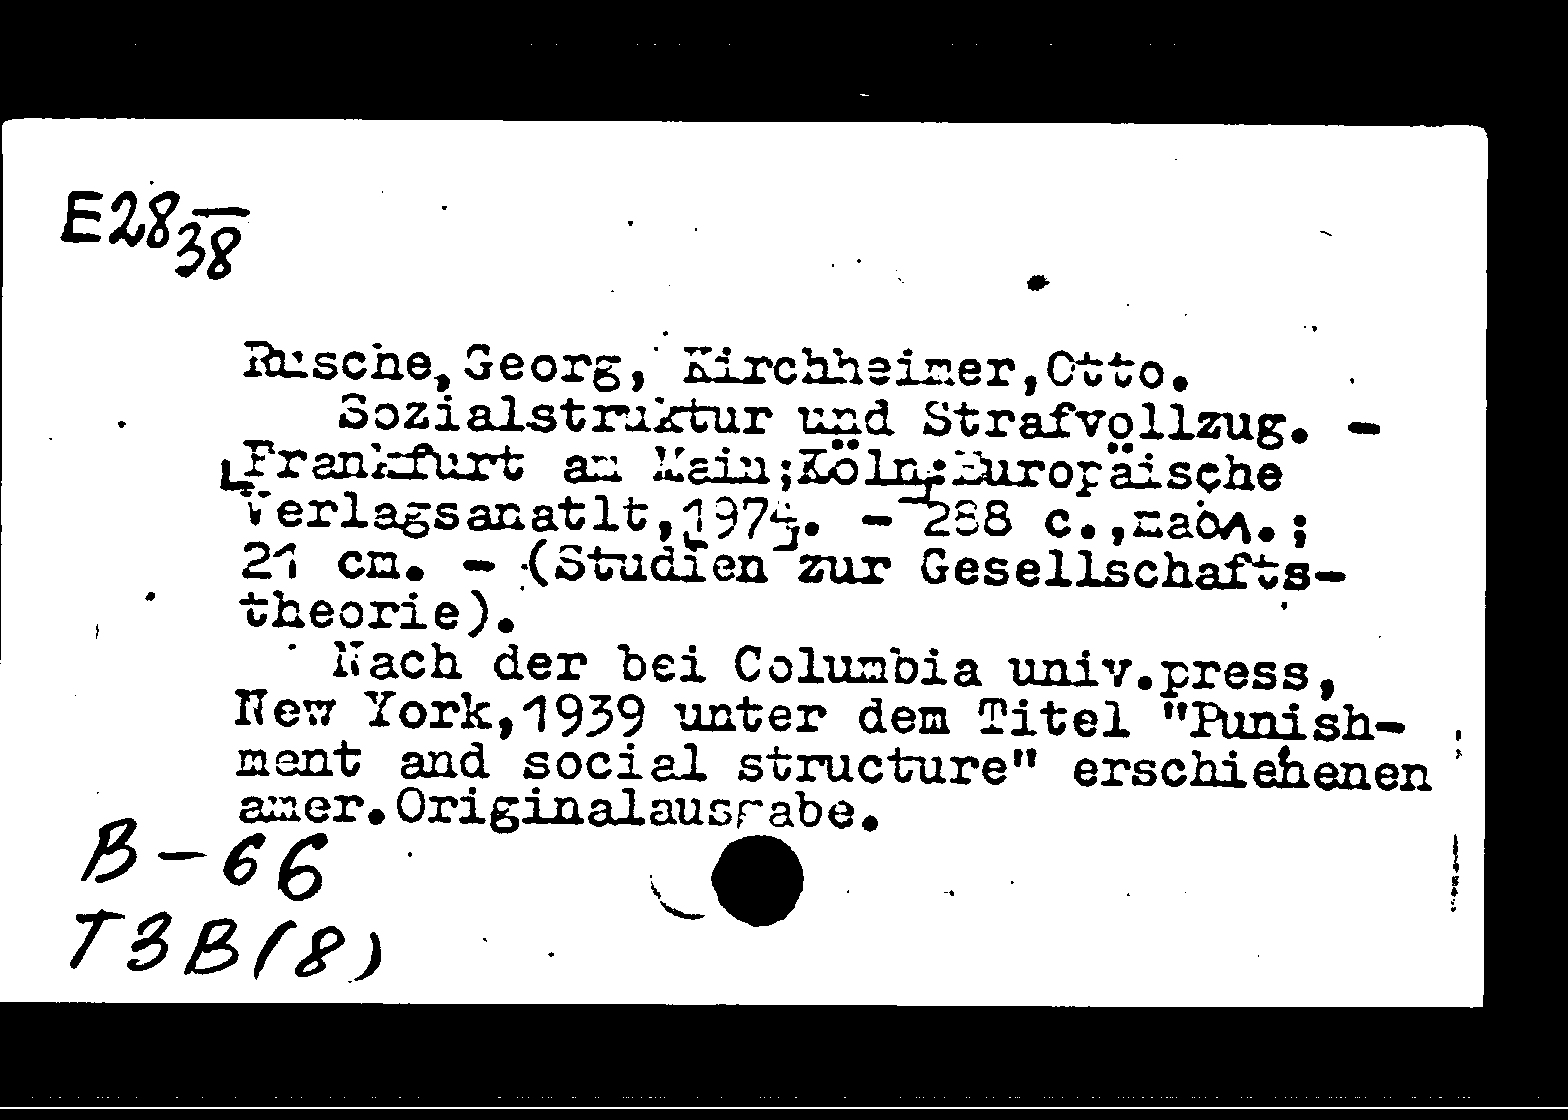 E28 —
38
Rusche,Georg, Kirchheimer,Otto.
Sozialstruktur und Strafvollzug. -
[Frankfurt am Main;Köln]:Europäische
Verlagsanatlt,[1974]. - 288 с.,табл.;
21 cm. - (Studien zur Gesellschafts-
theorie).
Nach der bei Columbia univ.press,
New York,1939 unter dem Titel "Punish-
ment and social structure" erschiehenen
amer.Originalausgabe.
B-66
T3B(8)